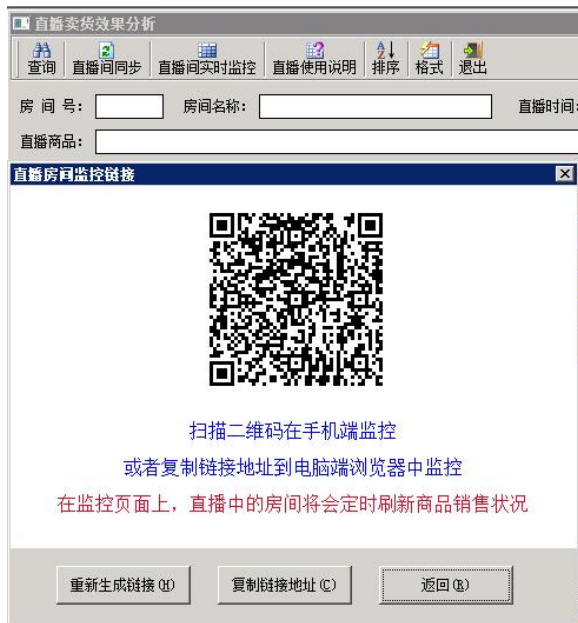 直播卖货效果分析
查询 直播间同步 直播间实时监控 直播使用说明 排序 格式 退出
房 间 号： 房间名称： 直播时间：
直播商品：
直播房间监控链接
扫描二维码在手机端监控
或者复制链接地址到电脑端浏览器中监控
在监控页面上，直播中的房间将会定时刷新商品销售状况
重新生成链接(H) 复制链接地址(C) 返回(R)